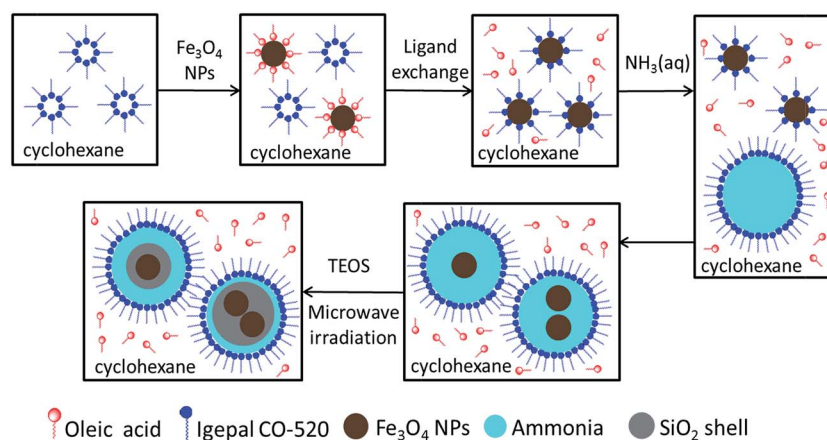 cyclohexane
Fe₃O₄
NPs
cyclohexane
Ligand
exchange
cyclohexane
NH₃(aq)
cyclohexane
cyclohexane
TEOS
Microwave
irradiation
cyclohexane
Oleic acid Igepal CO-520 Fe₃O₄ NPs Ammonia SiO₂ shell